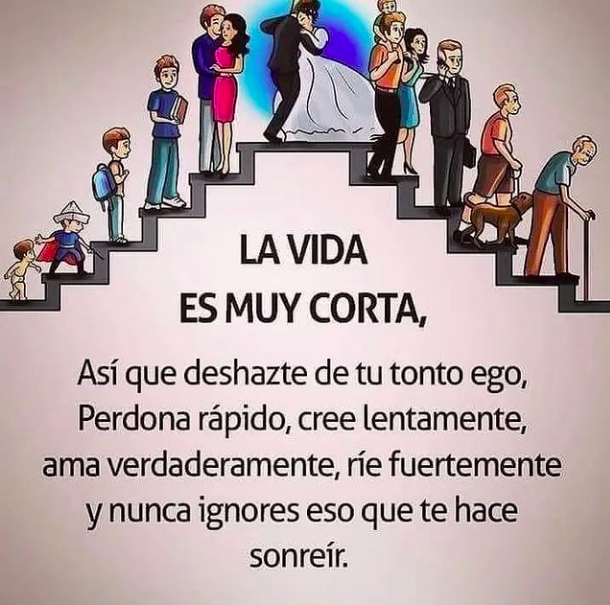 LA VIDA
ES MUY CORTA,
Así que deshazte de tu tonto ego,
Perdona rápido, cree lentamente,
ama verdaderamente, ríe fuertemente
y nunca ignores eso que te hace
sonreír.